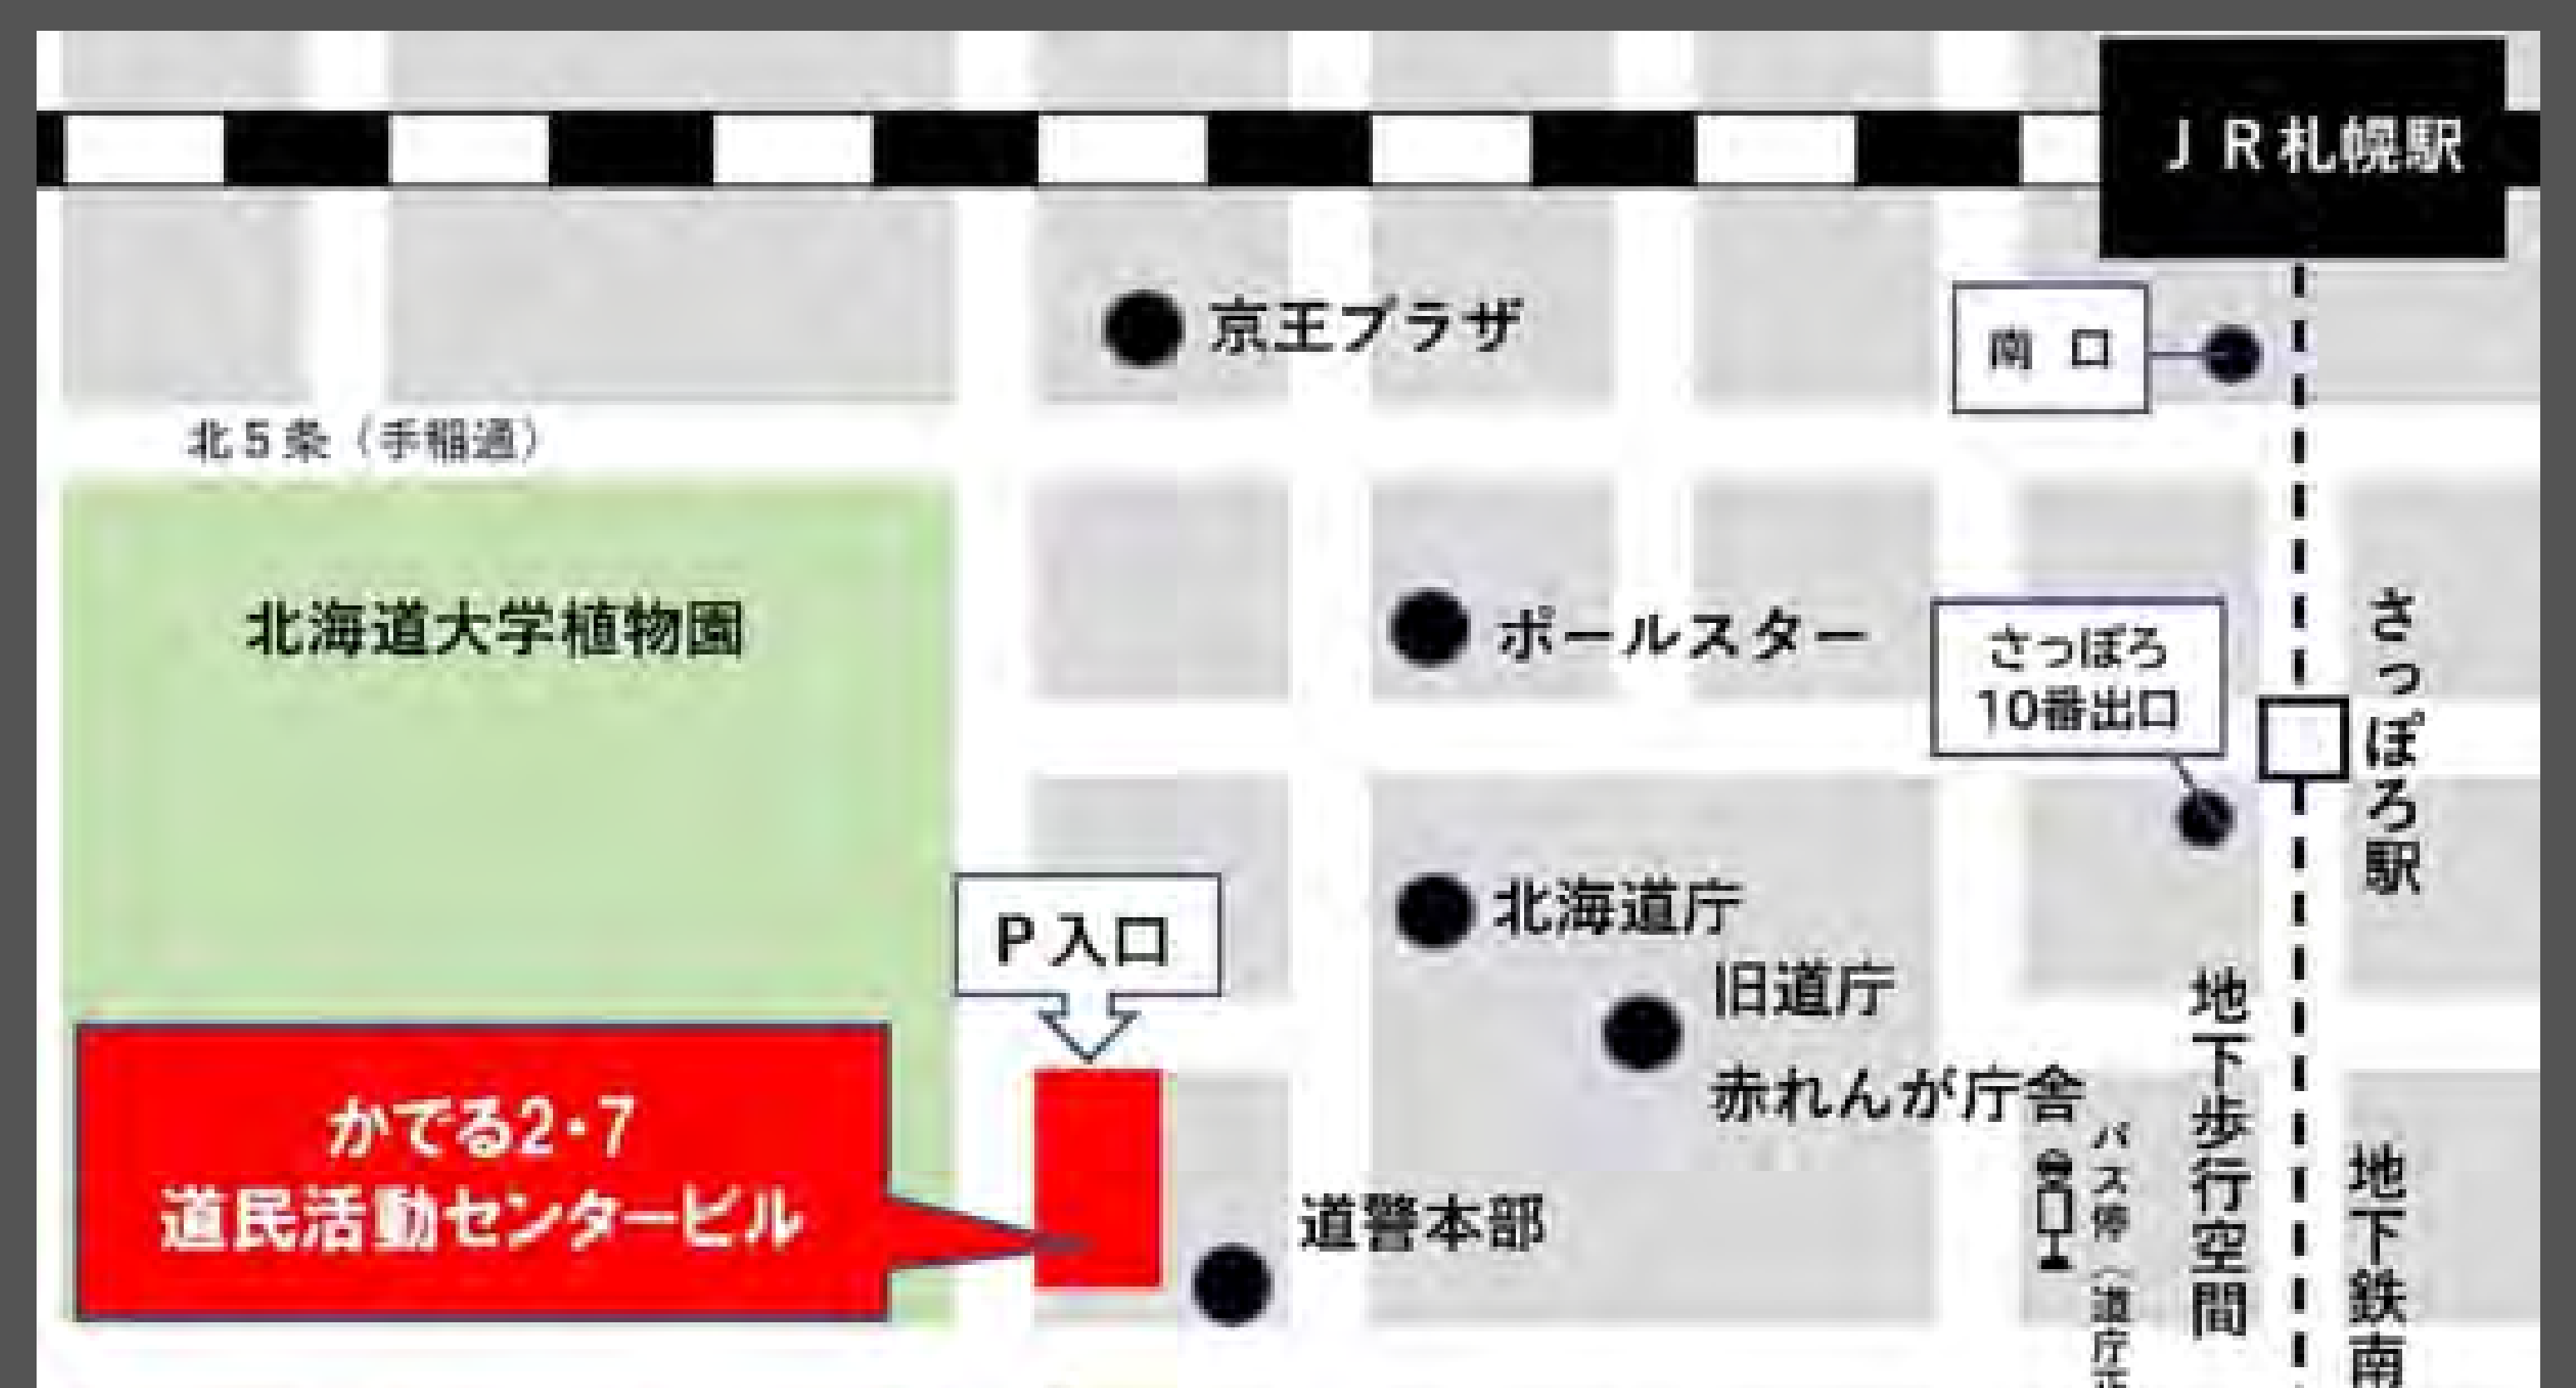 JR札幌駅
京王プラザ
南口
北5条（手稲通）
北海道大学植物園
ポールスター
さっぽろ
10番出口
さっぽろ駅
P入口
北海道庁
旧道庁
赤れんが庁舎
かてる2・7
道民活動センタービル
道警本部
バス停（道庁
地下歩行空間
地下鉄南